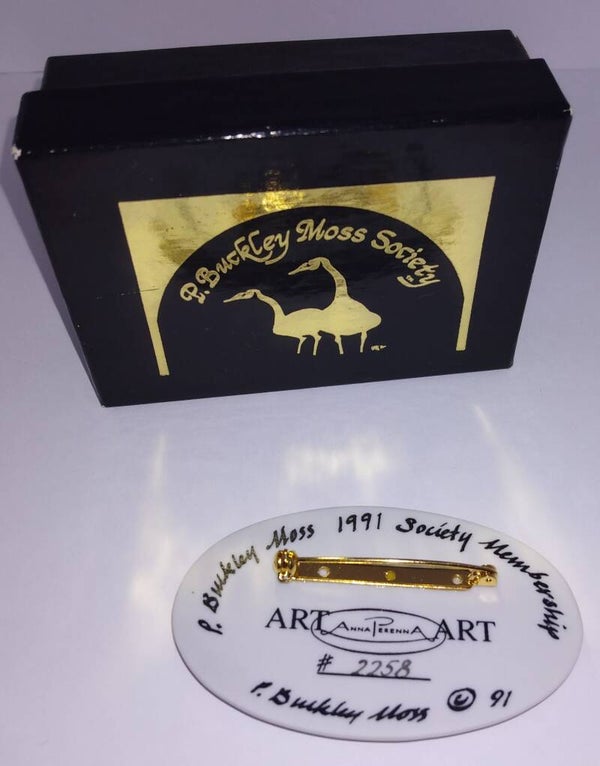 P. Buckley Moss Society
P. Buckley Moss 1991 Society Membership
ART ANNA PERENNA ART
# 2258
P. Buckley Moss © 91